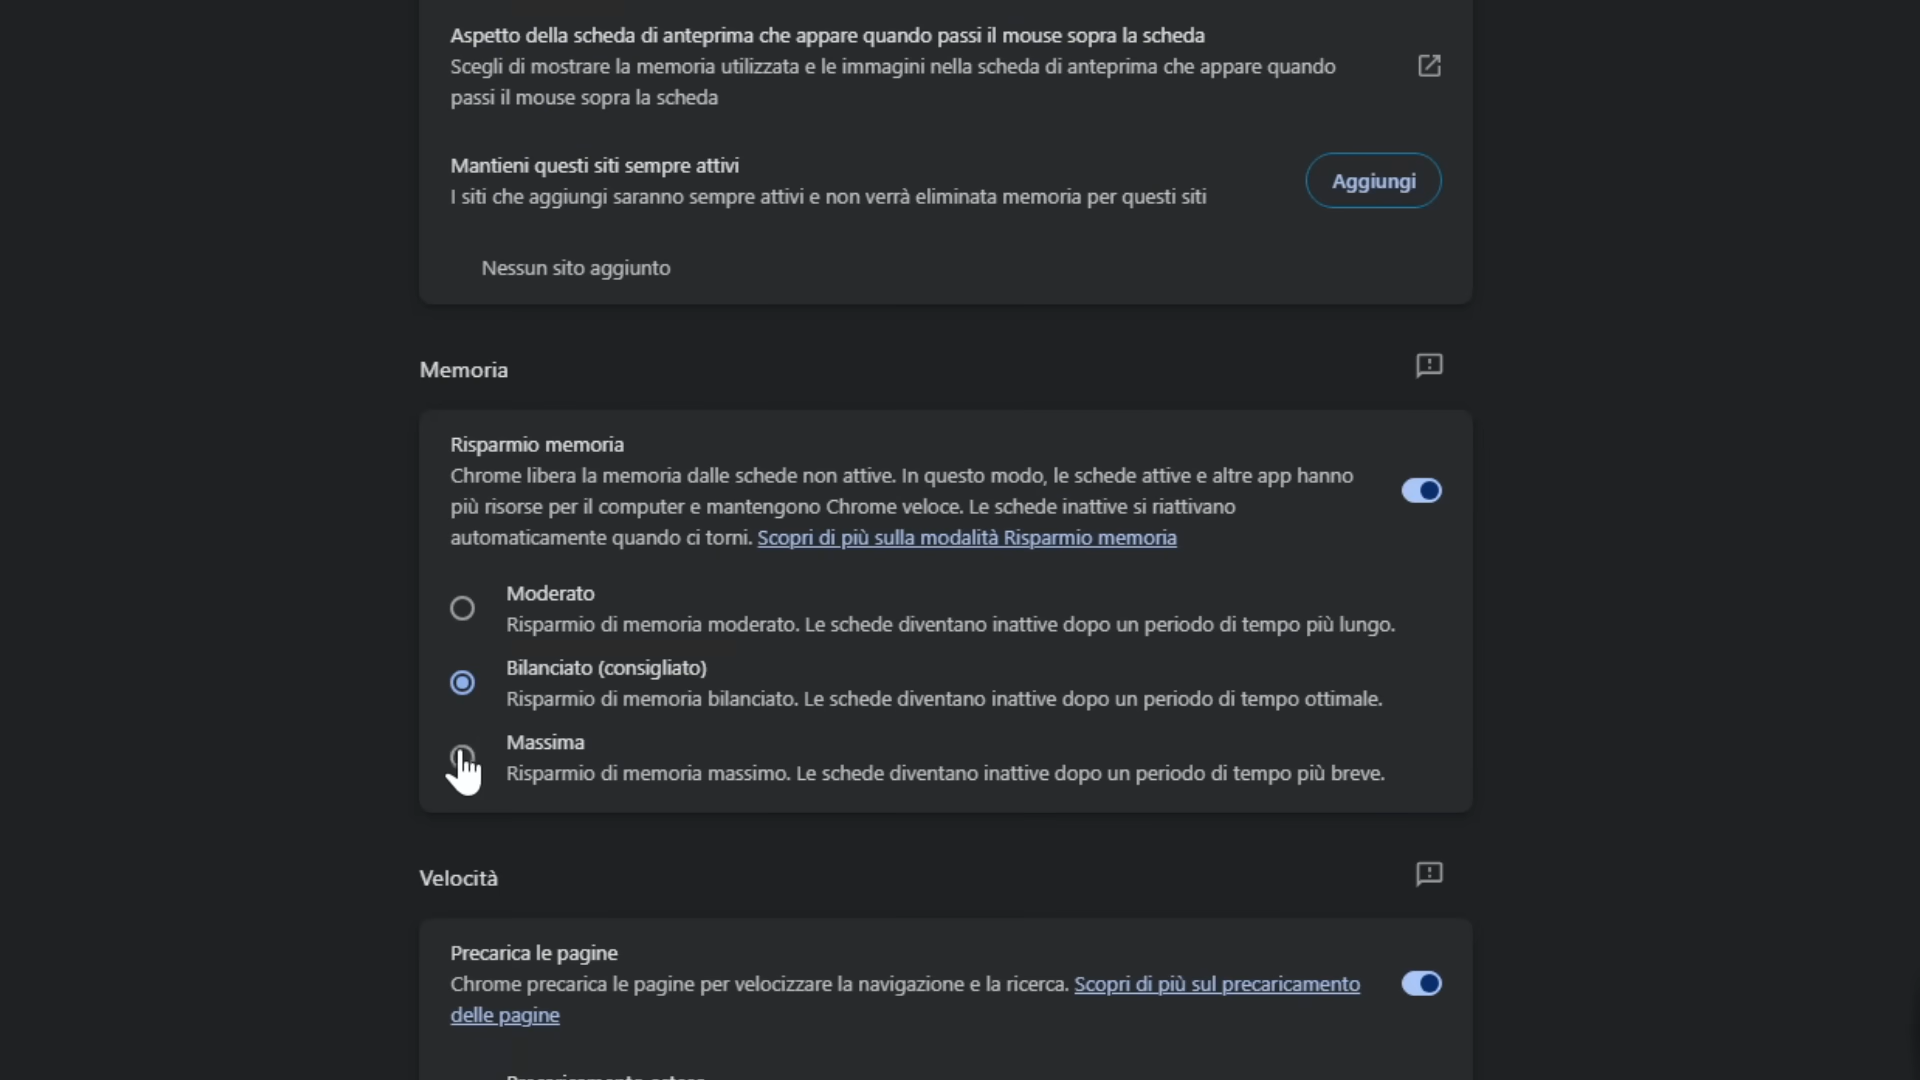 Aspetto della scheda di anteprima che appare quando passi il mouse sopra la scheda
Scegli di mostrare la memoria utilizzata e le immagini nella scheda di anteprima che appare quando
passi il mouse sopra la scheda
Mantieni questi siti sempre attivi
I siti che aggiungi saranno sempre attivi e non verrà eliminata memoria per questi siti
Aggiungi
Nessun sito aggiunto
Memoria
Risparmio memoria
Chrome libera la memoria dalle schede non attive. In questo modo, le schede attive e altre app hanno
più risorse per il computer e mantengono Chrome veloce. Le schede inattive si riattivano
automaticamente quando ci torni. Scopri di più sulla modalità Risparmio memoria
Moderato
Risparmio di memoria moderato. Le schede diventano inattive dopo un periodo di tempo più lungo.
Bilanciato (consigliato)
Risparmio di memoria bilanciato. Le schede diventano inattive dopo un periodo di tempo ottimale.
Massima
Risparmio di memoria massimo. Le schede diventano inattive dopo un periodo di tempo più breve.
Velocità
Precarica le pagine
Chrome precarica le pagine per velocizzare la navigazione e la ricerca. Scopri di più sul precaricamento
delle pagine